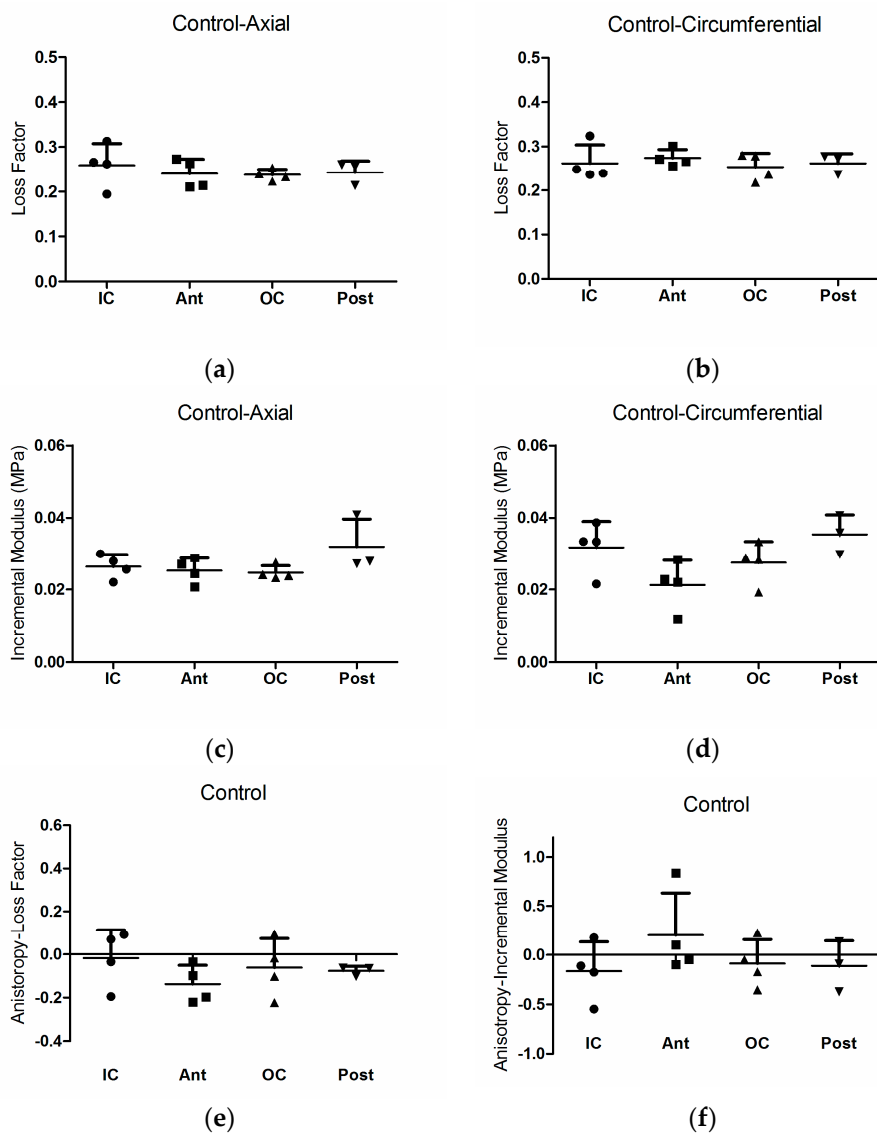 Control-Axial
Loss Factor
0.5
0.4
0.3
0.2
0.1
0.0
IC Ant OC Post
(a)
Control-Circumferential
Loss Factor
0.5
0.4
0.3
0.2
0.1
0.0
IC Ant OC Post
(b)
Control-Axial
Incremental Modulus (MPa)
0.06
0.04
0.02
0.00
IC Ant OC Post
(c)
Control-Circumferential
Incremental Modulus (MPa)
0.06
0.04
0.02
0.00
IC Ant OC Post
(d)
Control
Anistoropy-Loss Factor
0.6
0.4
0.2
0.0
-0.2
-0.4
IC Ant OC Post
(e)
Control
Anisotropy-Incremental Modulus
1.0
0.5
0.0
-0.5
-1.0
IC Ant OC Post
(f)